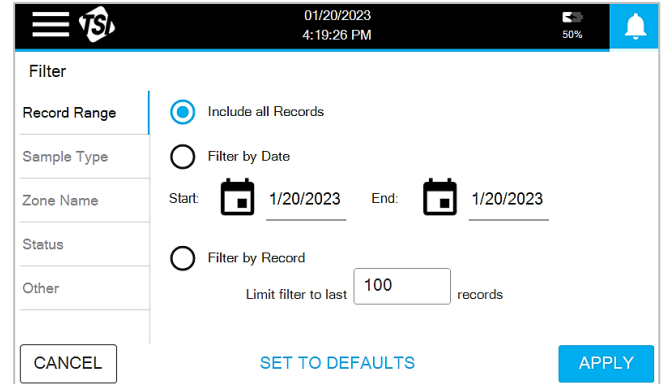 TSI
01/20/2023
4:19:26 PM
50%
Filter
Record Range
Include all Records
Sample Type
Filter by Date
Zone Name
Start: 1/20/2023 End: 1/20/2023
Status
Filter by Record
Other
Limit filter to last 100 records
CANCEL
SET TO DEFAULTS
APPLY